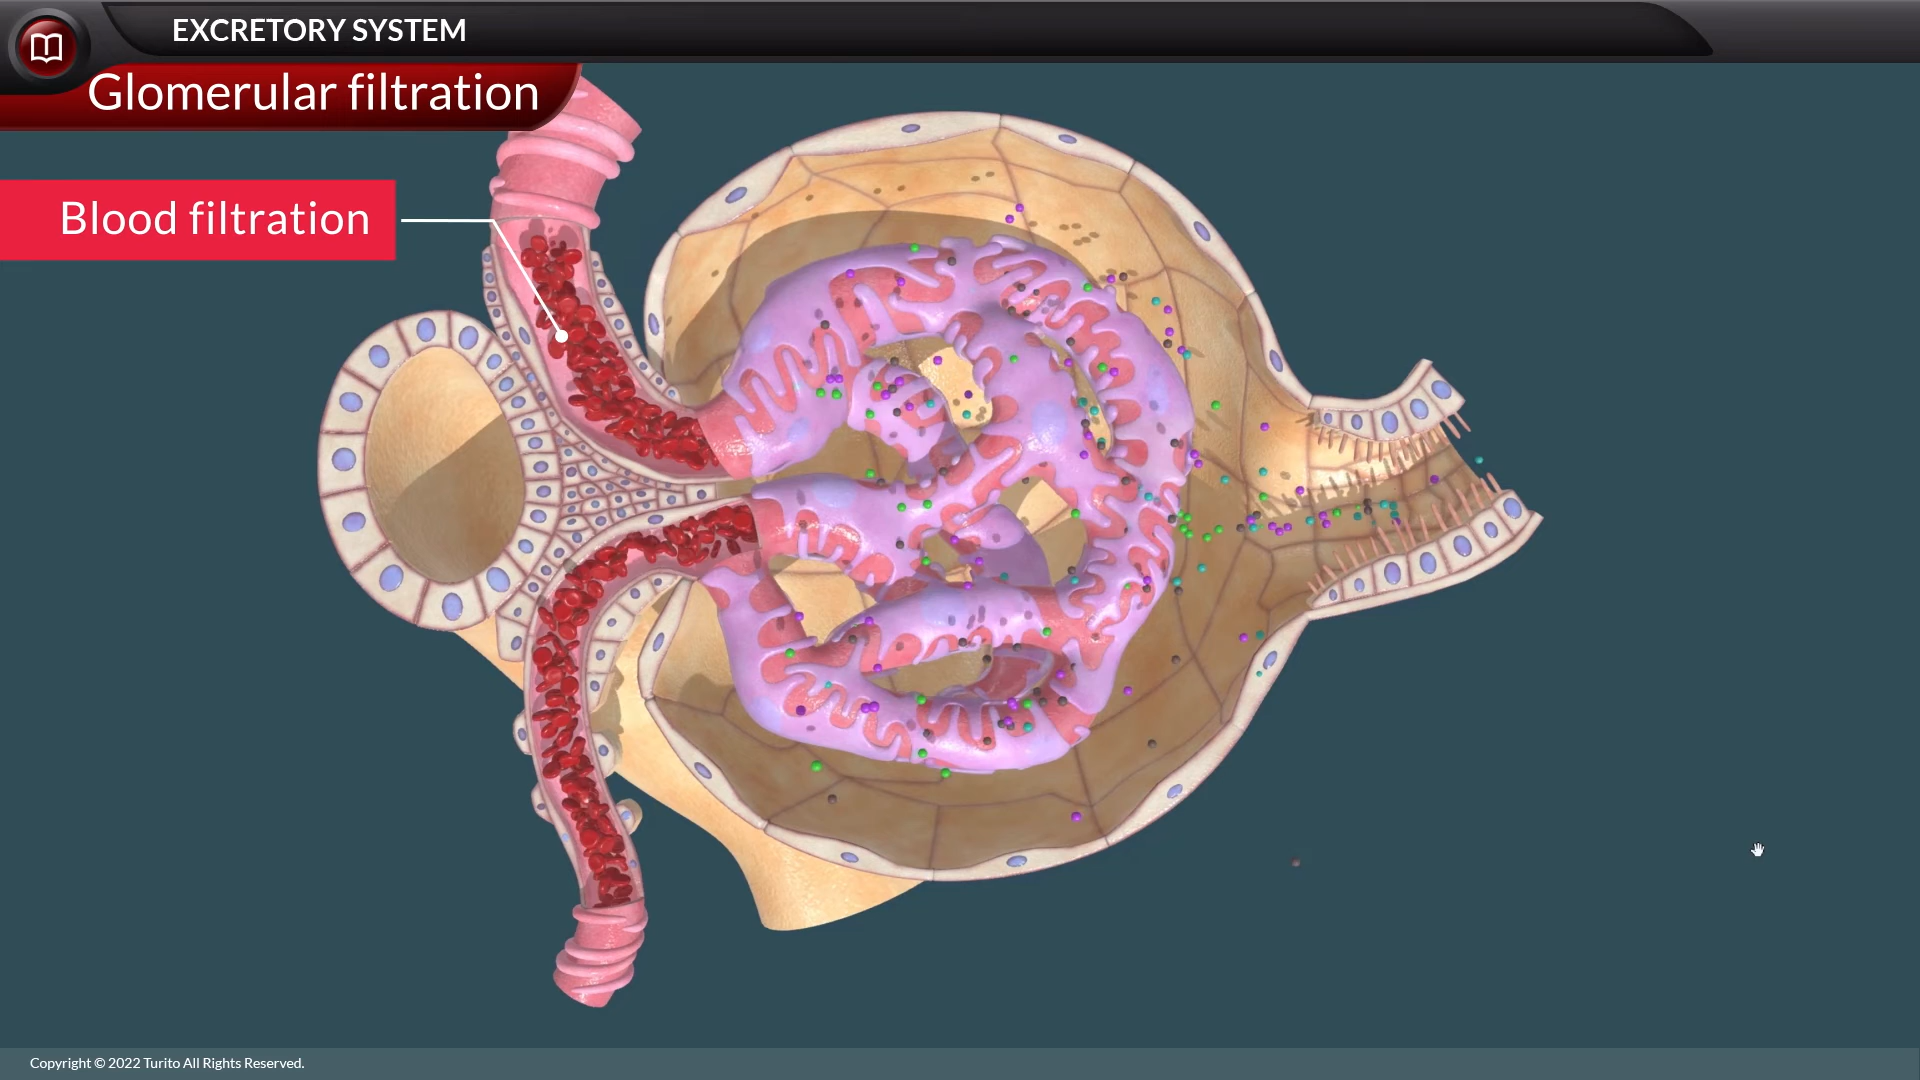 EXCRETORY SYSTEM
Glomerular filtration
Blood filtration
Copyright © 2022 Turito All Rights Reserved.